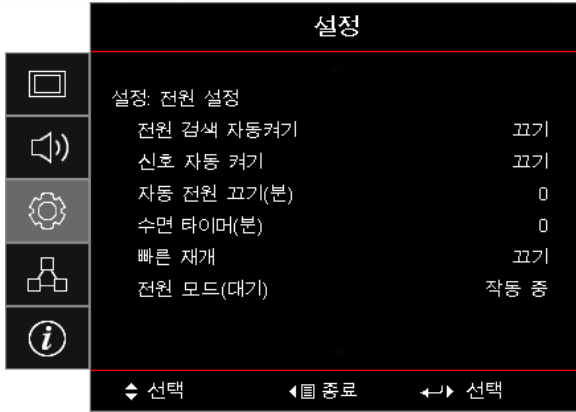 설정
설정: 전원 설정
전원 검색 자동켜기 끄기
신호 자동 켜기 끄기
자동 전원 끄기(분) 0
수면 타이머(분) 0
빠른 재개 끄기
전원 모드(대기) 작동 중
선택 종료 선택